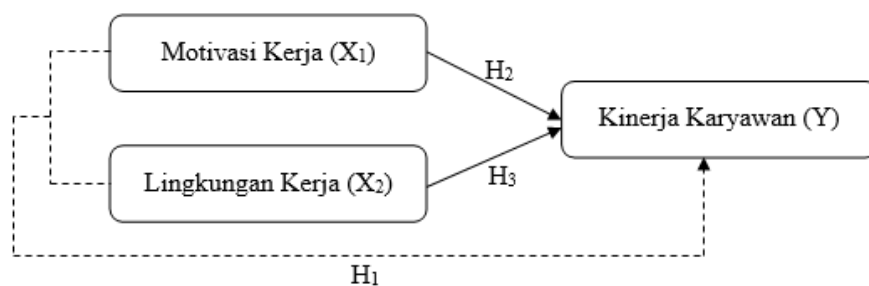 Motivasi Kerja (X₁)
H₂
Kinerja Karyawan (Y)
Lingkungan Kerja (X₂)
H₃
H₁